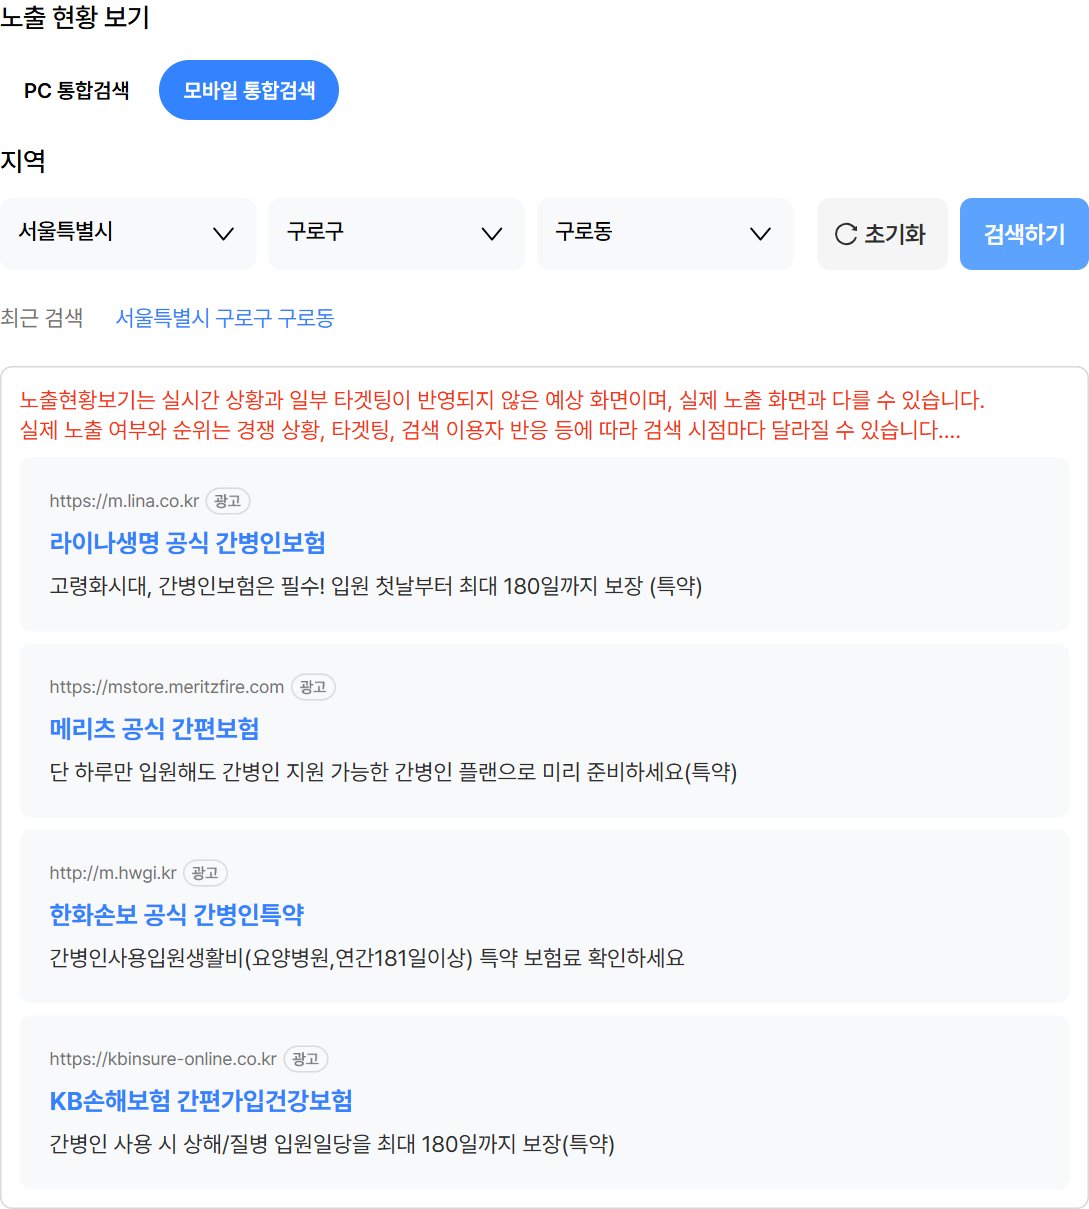 노출 현황 보기
PC 통합검색 모바일 통합검색
지역
서울특별시 구로구 구로동 초기화 검색하기
최근 검색 서울특별시 구로구 구로동
노출현황보기는 실시간 상황과 일부 타겟팅이 반영되지 않은 예상 화면이며, 실제 노출 화면과 다를 수 있습니다.
실제 노출 여부와 순위는 경쟁 상황, 타겟팅, 검색 이용자 반응 등에 따라 검색 시점마다 달라질 수 있습니다....
https://m.lina.co.kr 광고
라이나생명 공식 간병인보험
고령화시대, 간병인보험은 필수! 입원 첫날부터 최대 180일까지 보장 (특약)
https://mstore.meritzfire.com 광고
메리츠 공식 간편보험
단 하루만 입원해도 간병인 지원 가능한 간병인 플랜으로 미리 준비하세요(특약)
http://m.hwgi.kr 광고
한화손보 공식 간병인특약
간병인사용입원생활비(요양병원,연간181일이상) 특약 보험료 확인하세요
https://kbinsure-online.co.kr 광고
KB손해보험 간편가입건강보험
간병인 사용 시 상해/질병 입원일당을 최대 180일까지 보장(특약)